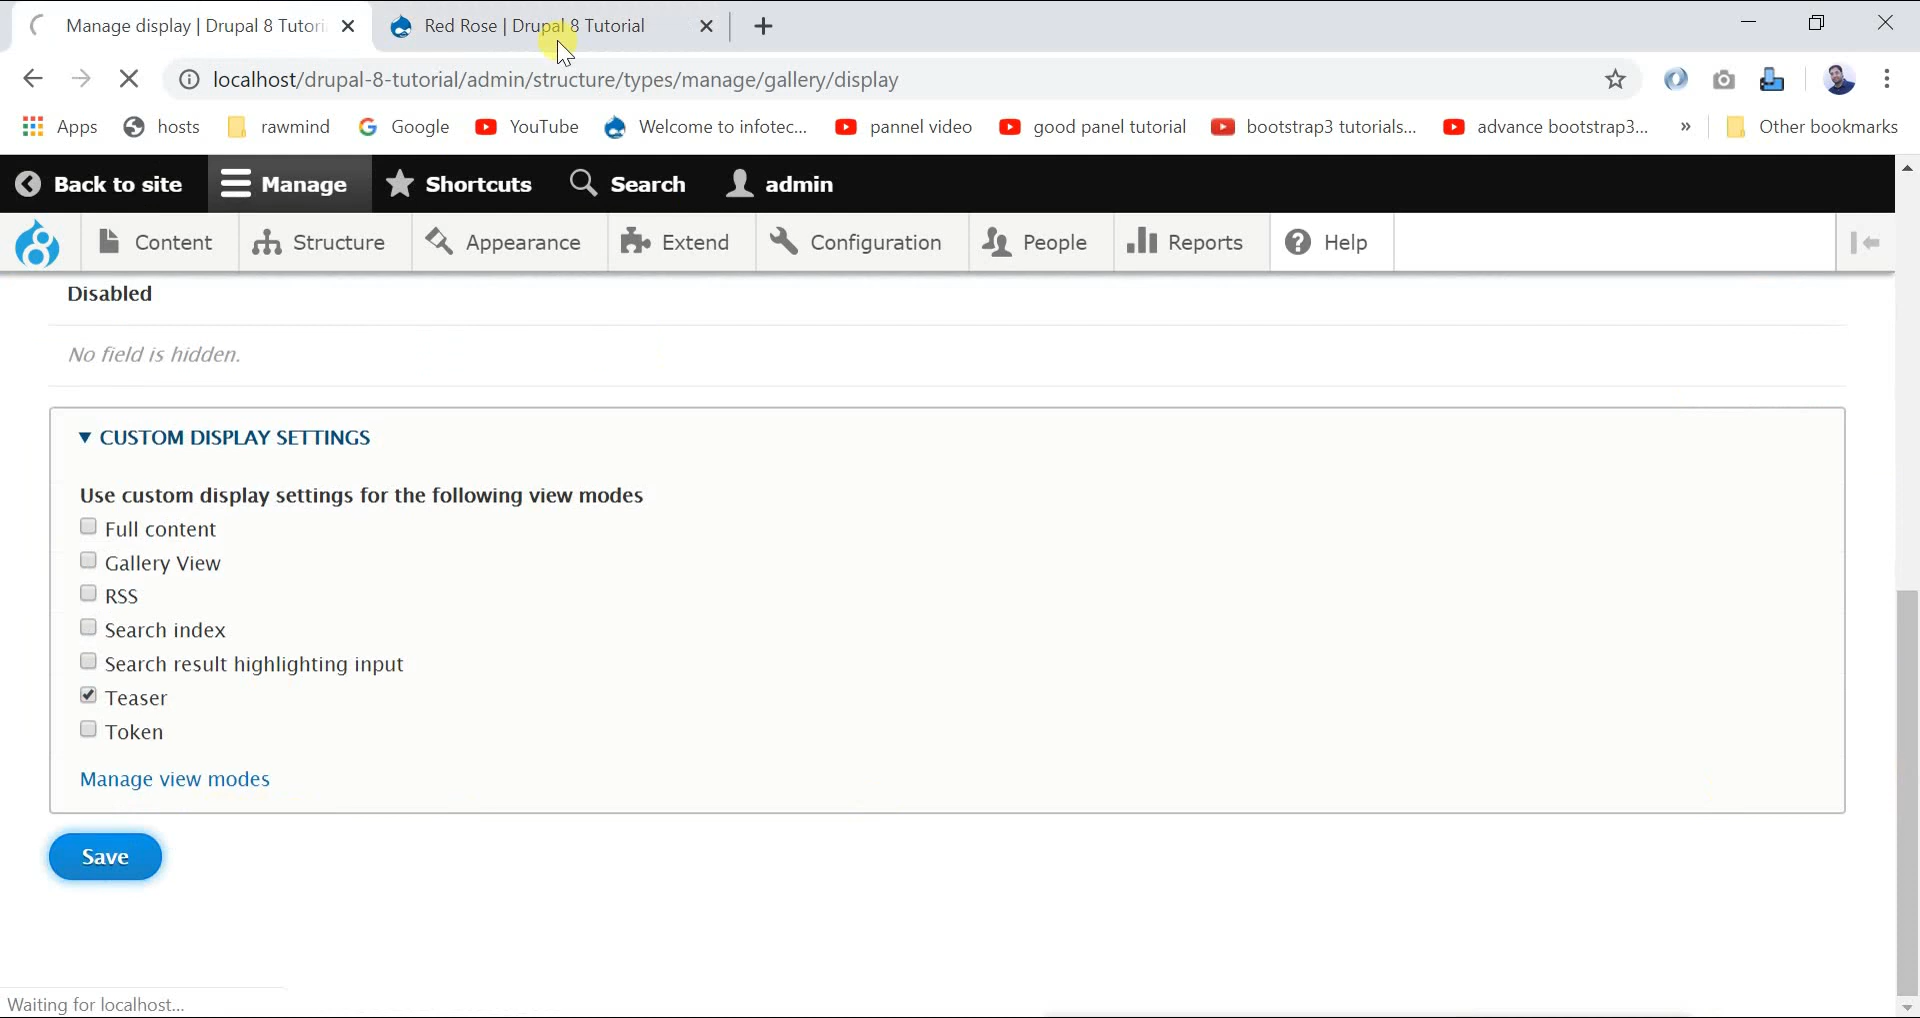 Manage display | Drupal 8 Tutori
Red Rose | Drupal 8 Tutorial
localhost/drupal-8-tutorial/admin/structure/types/manage/gallery/display
Apps hosts rawmind Google YouTube Welcome to infotec... pannel video good panel tutorial bootstrap3 tutorials... advance bootstrap3... » Other bookmarks
Back to site Manage Shortcuts Search admin
Content Structure Appearance Extend Configuration People Reports Help
Disabled
No field is hidden.
▼ CUSTOM DISPLAY SETTINGS
Use custom display settings for the following view modes
Full content
Gallery View
RSS
Search index
Search result highlighting input
Teaser
Token
Manage view modes
Save
Waiting for localhost...